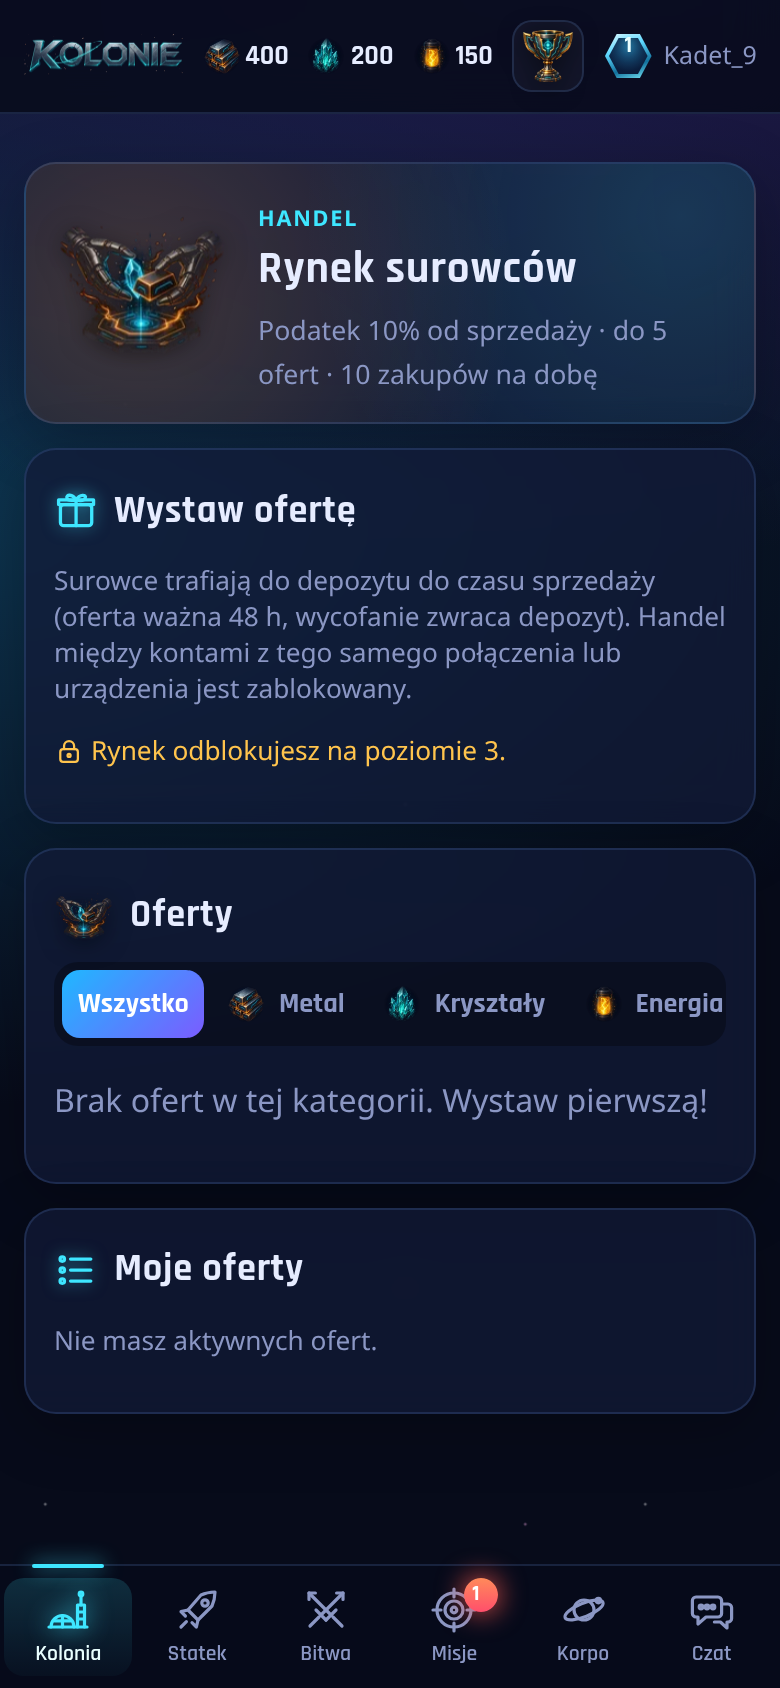 KOLONIE 400 200 150 1 Kadet_9
HANDEL
Rynek surowców
Podatek 10% od sprzedaży · do 5
ofert · 10 zakupów na dobę
Wystaw ofertę
Surowce trafiają do depozytu do czasu sprzedaży
(oferta ważna 48 h, wycofanie zwraca depozyt). Handel
między kontami z tego samego połączenia lub
urządzenia jest zablokowany.
Rynek odblokujesz na poziomie 3.
Oferty
Wszystko Metal Kryształy Energia
Brak ofert w tej kategorii. Wystaw pierwszą!
Moje oferty
Nie masz aktywnych ofert.
1
Kolonia Statek Bitwa Misje Korpo Czat